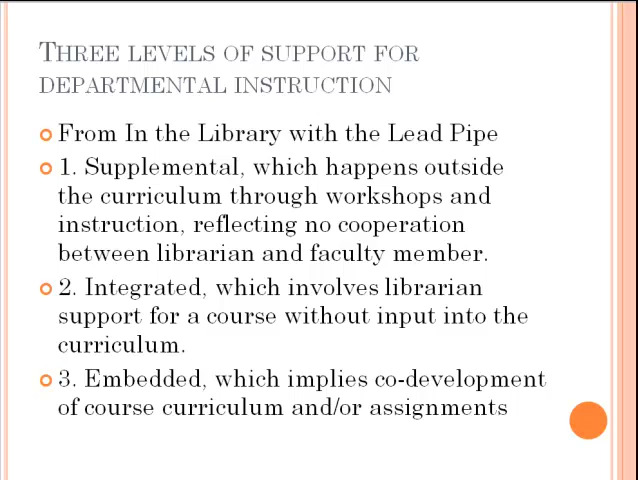 THREE LEVELS OF SUPPORT FOR
DEPARTMENTAL INSTRUCTION
From In the Library with the Lead Pipe
1. Supplemental, which happens outside
the curriculum through workshops and
instruction, reflecting no cooperation
between librarian and faculty member.
2. Integrated, which involves librarian
support for a course without input into the
curriculum.
3. Embedded, which implies co-development
of course curriculum and/or assignments